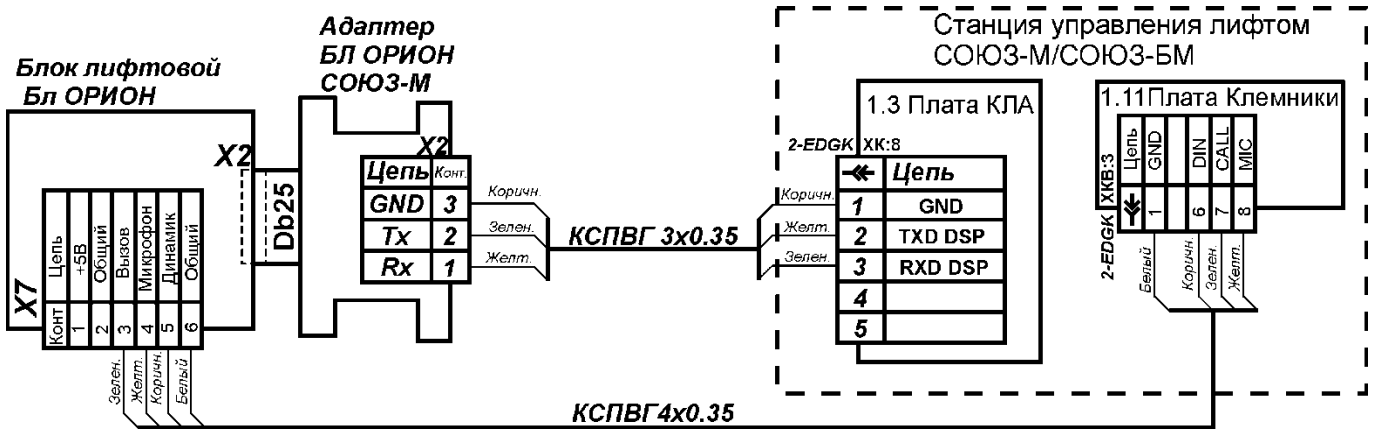 Блок лифтовой
Бл ОРИОН
X2
X7
Конт Цепь
1 +5В
2 Общий
3 Вызов
4 Микрофон
5 Динамик
6 Общий
Зелен.
Желт.
Коричн.
Белый
Db25
Адаптер
БЛ ОРИОН
СОЮЗ-М
X2
Цепь Конт.
GND 3
Tx 2
Rx 1
Коричн.
Зелен.
Желт.
КСПВГ 3х0.35
Коричн.
Желт.
Зелен.
Станция управления лифтом
СОЮЗ-М/СОЮЗ-БМ
1.3 Плата КЛА
2-EDGK XK:8
Цепь
1 GND
2 TXD DSP
3 RXD DSP
4
5
1.11Плата Клемники
2-EDGK XKB:3
Цепь
1 GND
6 DIN
7 CALL
8 MIC
Белый
Коричн.
Зелен.
Желт.
КСПВГ4х0.35